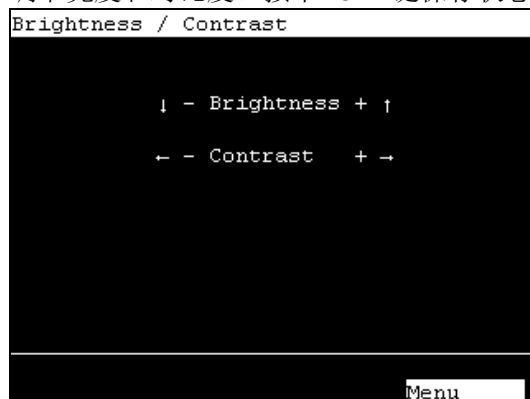 Brightness / Contrast
↓ - Brightness + ↑
← - Contrast + →
Menu